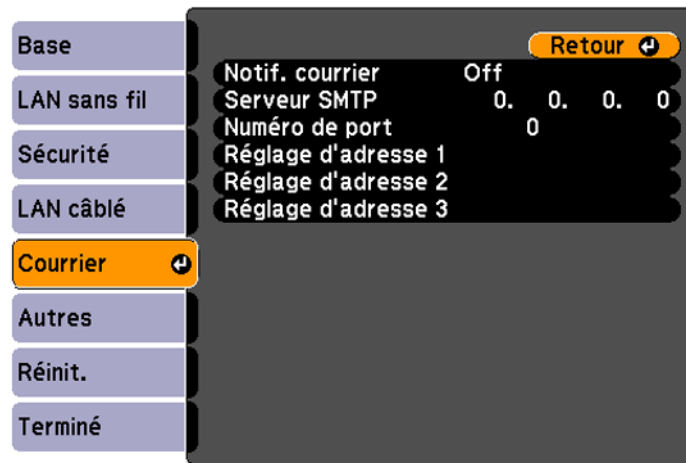 Base
LAN sans fil
Sécurité
LAN câblé
Courrier
Autres
Réinit.
Terminé
Retour
Notif. courrier Off
Serveur SMTP 0. 0. 0. 0
Numéro de port 0
Réglage d'adresse 1
Réglage d'adresse 2
Réglage d'adresse 3